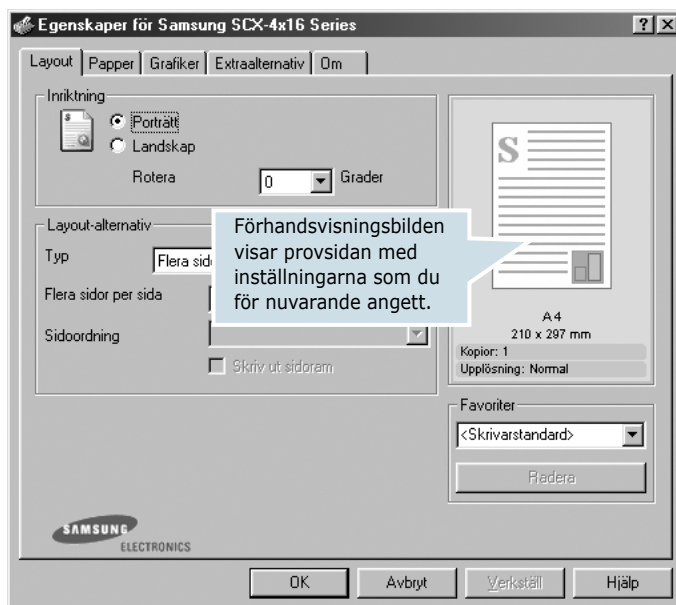 Egenskaper för Samsung SCX-4x16 Series
Layout Papper Grafiker Extraalternativ Om
Inriktning
Porträtt
Landskap
Rotera 0 Grader
Layout-alternativ
Typ Flera
Flera sidor per sida
Sidoordning
Skriv ut sidoram
Förhandsvisningsbilden
visar provsidan med
inställningarna som du
för nuvarande angett.
S
A4
210 x 297 mm
Kopior: 1
Upplösning: Normal
Favoriter
<Skrivarstandard>
Radera
SAMSUNG
ELECTRONICS
OK Avbryt Verkställ Hjälp